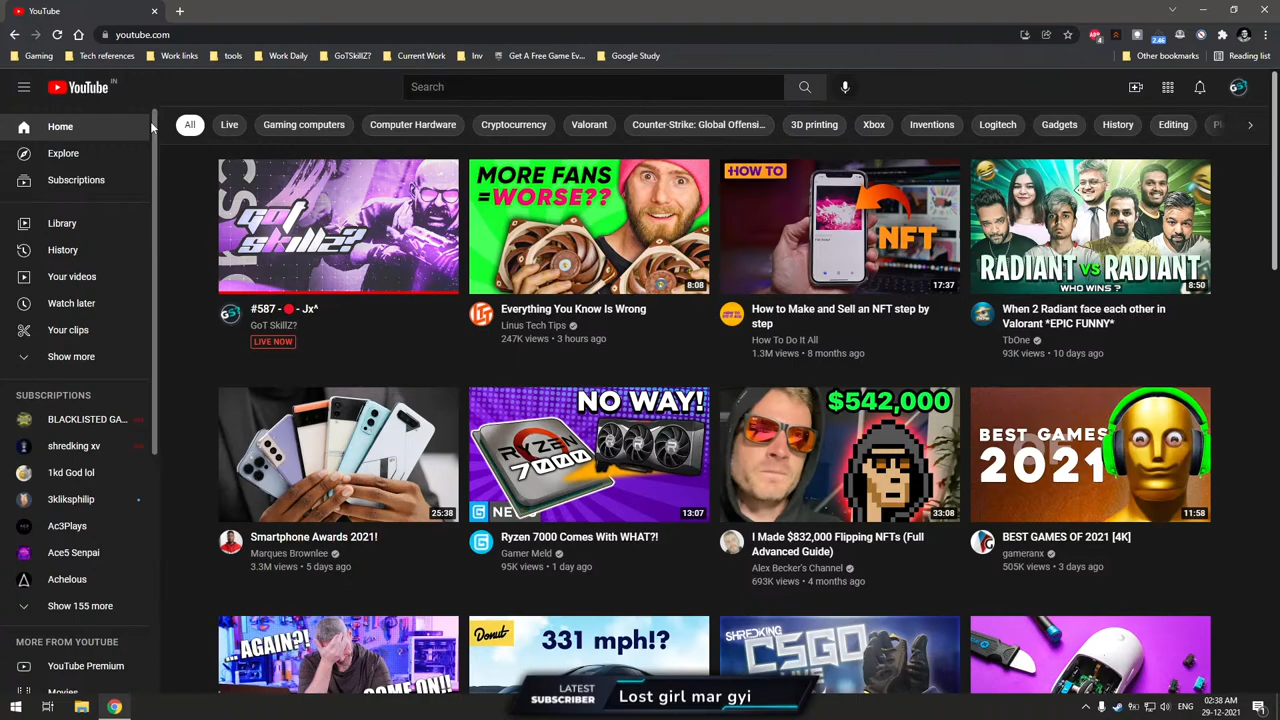 YouTube
youtube.com
Gaming
Tech references
Work links
tools
Work Daily
GoTSkillZ?
Current Work
Inv
Get A Free Game Ev...
Google Study
Other bookmarks
Reading list
YouTube IN
Search
Home
Explore
Subscriptions
Library
History
Your videos
Watch later
Your clips
Show more
SUBSCRIPTIONS
BLACKLISTED GA...
shredking xv
1kd God lol
3kliksphilip
Ac3Plays
Ace5 Senpai
Achelous
Show 155 more
MORE FROM YOUTUBE
YouTube Premium
Movies
All
Live
Gaming computers
Computer Hardware
Cryptocurrency
Valorant
Counter-Strike: Global Offensi...
3D printing
Xbox
Inventions
Logitech
Gadgets
History
Editing
got
skillz?
#587 - 🔴 - Jx^
GoT SkillZ?
LIVE NOW
MORE FANS
=WORSE??
8:08
Everything You Know Is Wrong
Linus Tech Tips
247K views • 3 hours ago
HOW TO
NFT
17:37
How to Make and Sell an NFT step by
step
How To Do It All
1.3M views • 8 months ago
RADIANT VS RADIANT
WHO WINS ?
8:50
When 2 Radiant face each other in
Valorant *EPIC FUNNY*
TbOne
93K views • 10 days ago
25:38
Smartphone Awards 2021!
Marques Brownlee
3.3M views • 5 days ago
NO WAY!
RYZEN
7000
NE
13:07
Ryzen 7000 Comes With WHAT?!
Gamer Meld
95K views • 1 day ago
$542,000
33:08
I Made $832,000 Flipping NFTs (Full
Advanced Guide)
Alex Becker's Channel
693K views • 4 months ago
BEST GAMES
2021
11:58
BEST GAMES OF 2021 [4K]
gameranx
505K views • 3 days ago
...AGAIN?!
COME ON!!
Donut
331 mph!?
SHREDKING
CSGO
LIVE
LATEST
SUBSCRIBER
Lost girl mar gyi
ENG
02:38 AM
29-12-2021